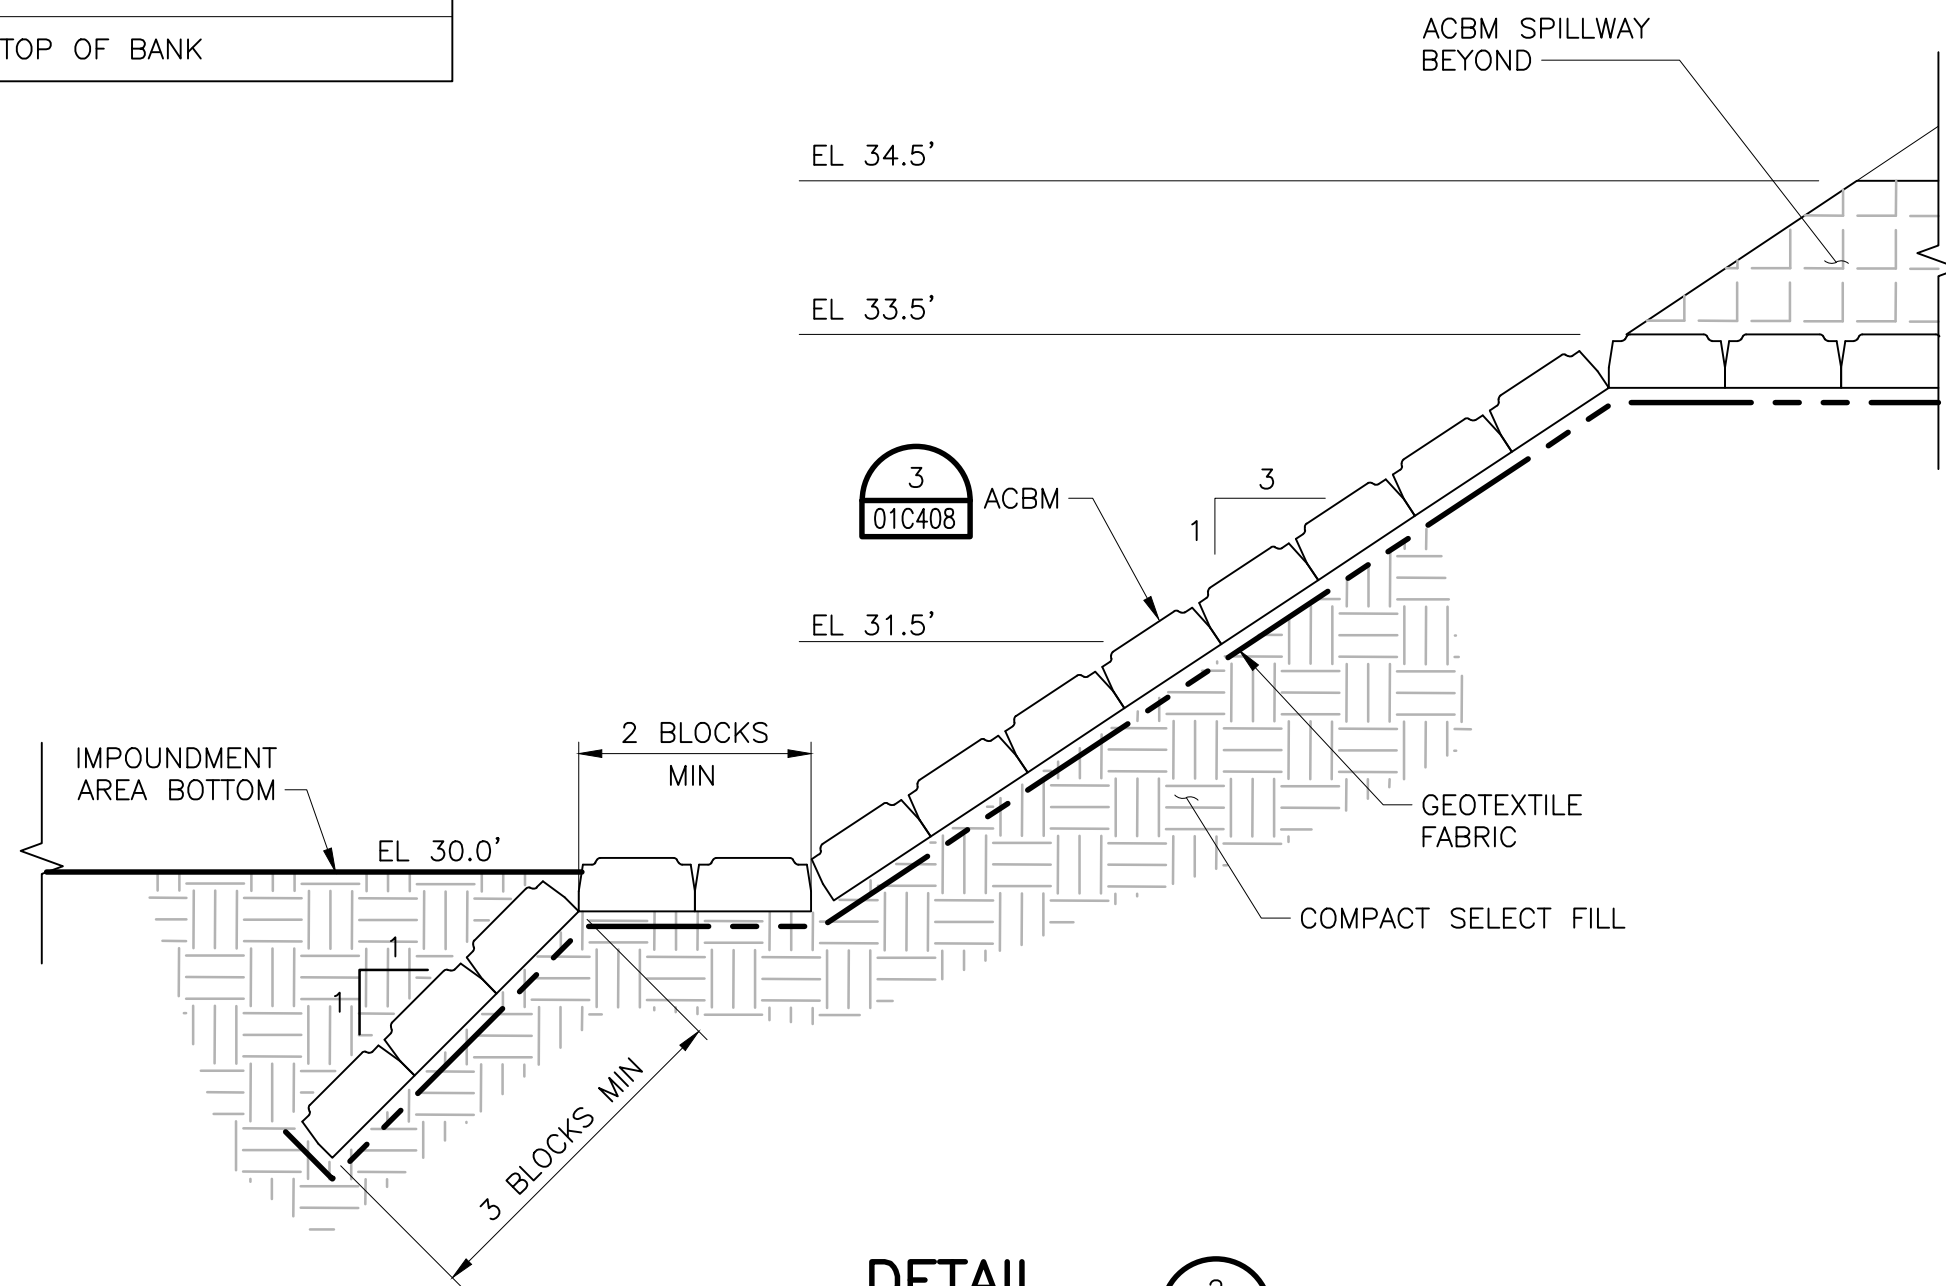 TOP OF BANK
ACBM SPILLWAY
BEYOND
EL 34.5'
EL 33.5'
3
01C408
ACBM
3
1
EL 31.5'
2 BLOCKS
MIN
IMPOUNDMENT
AREA BOTTOM
EL 30.0'
GEOTEXTILE
FABRIC
COMPACT SELECT FILL
1
1
3 BLOCKS MIN
DETAIL